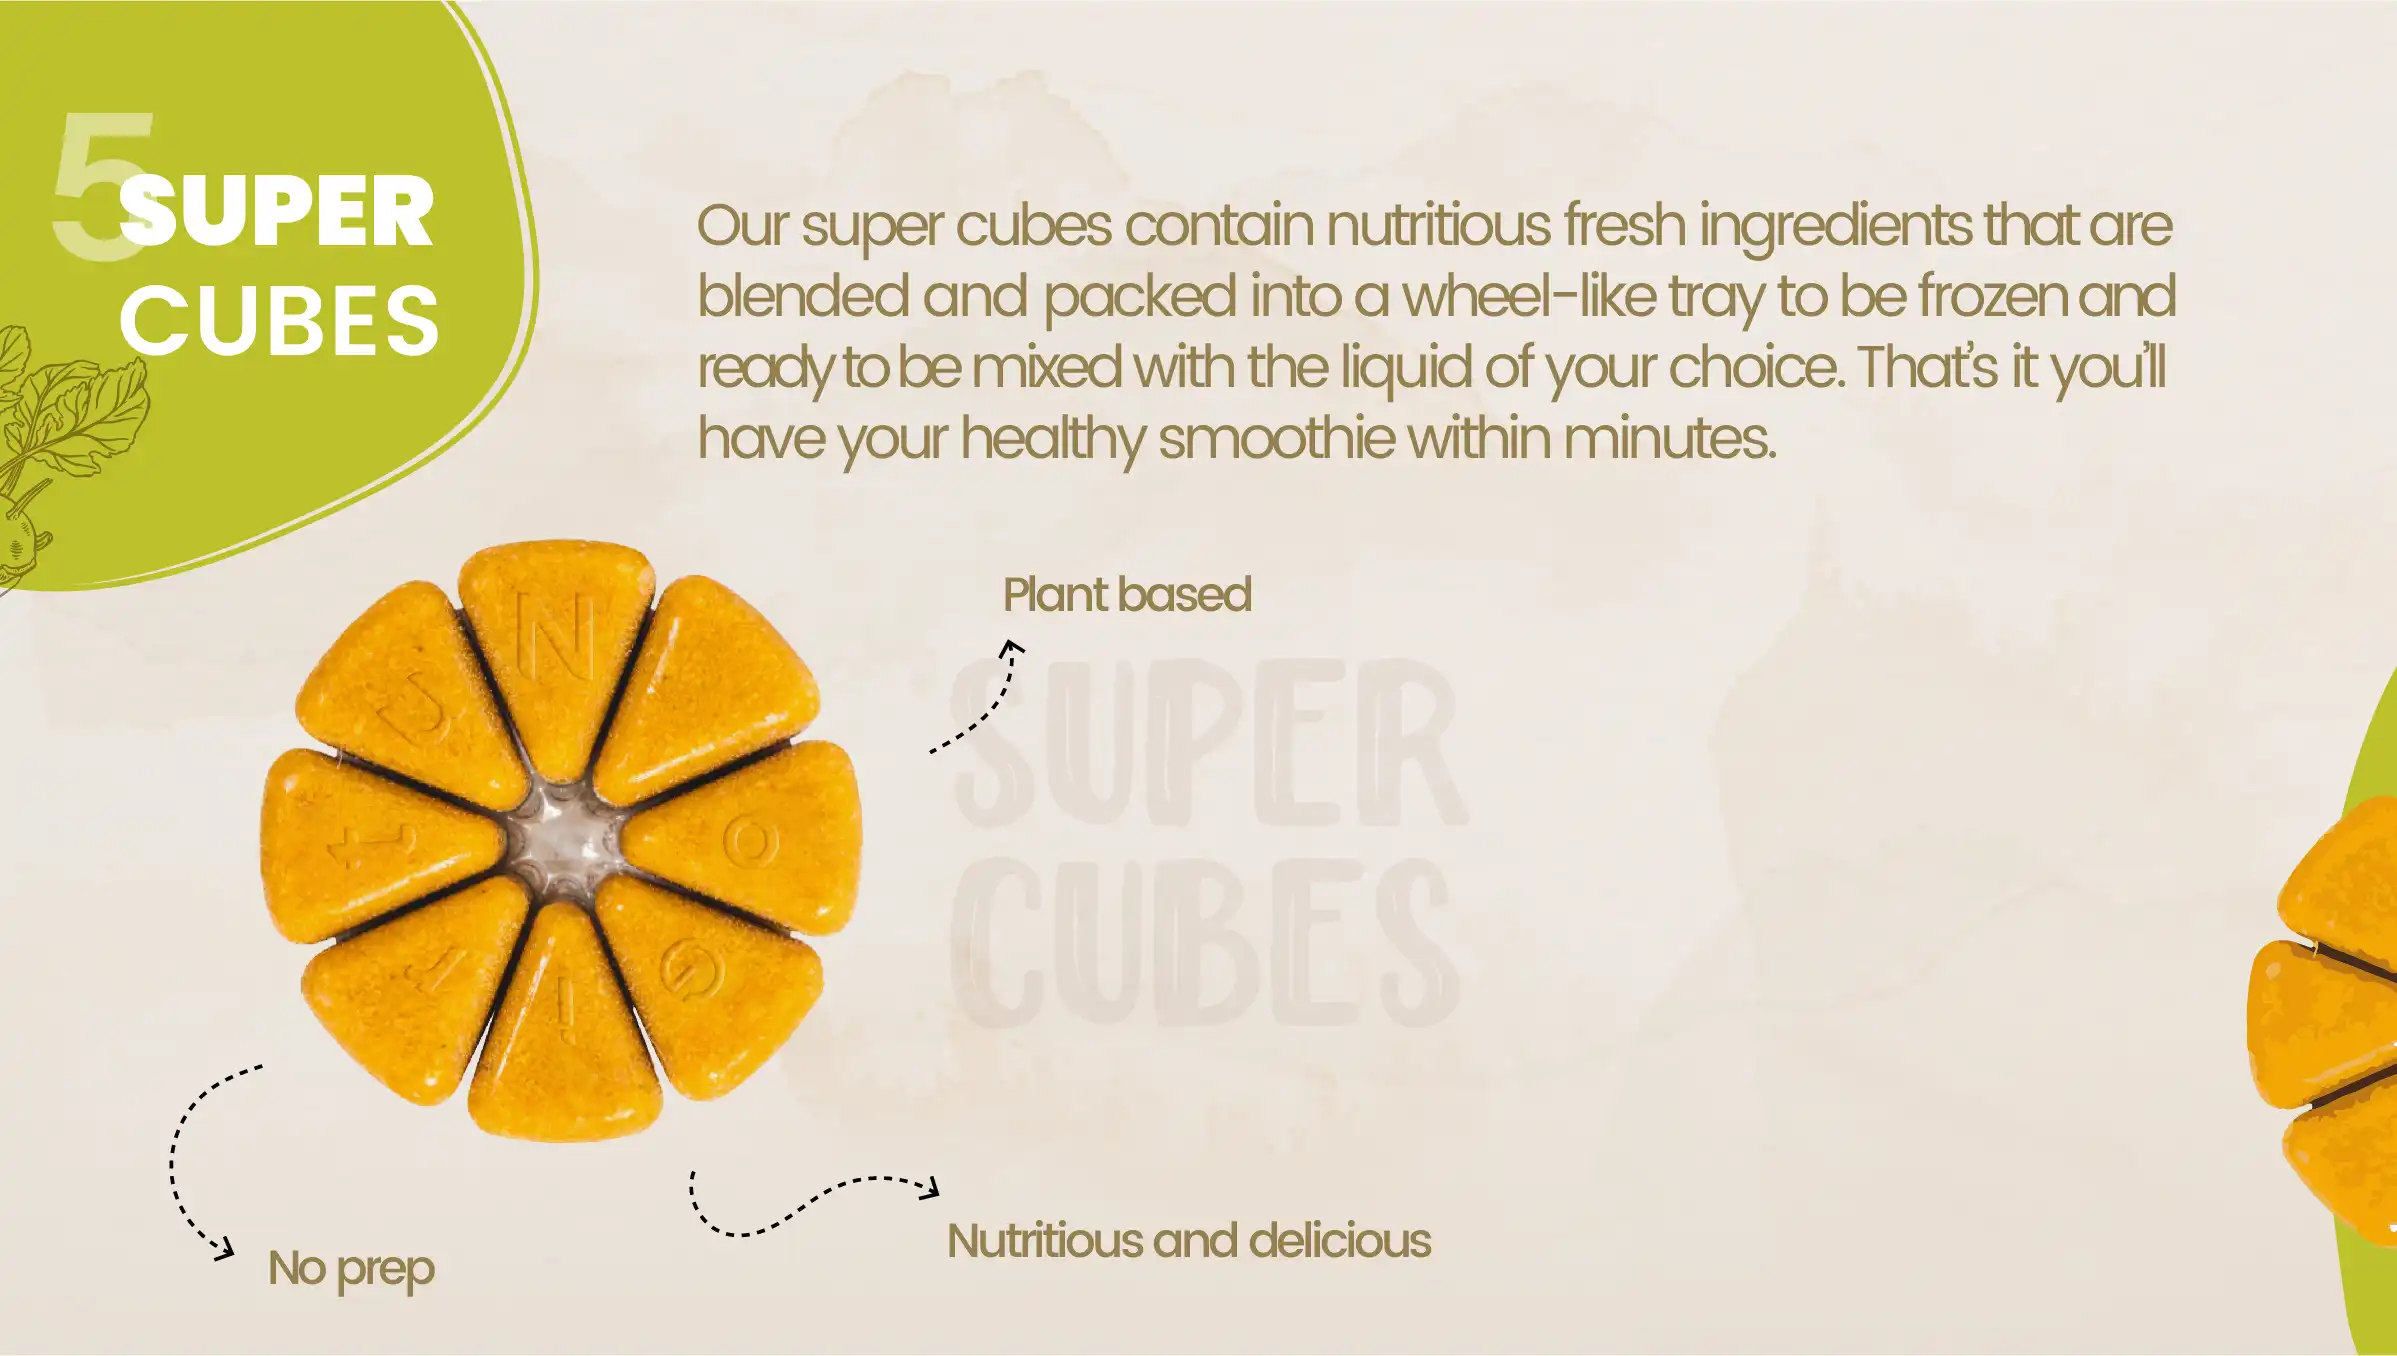 5
SUPER
CUBES
Our super cubes contain nutritious fresh ingredients that are
blended and packed into a wheel-like tray to be frozen and
ready to be mixed with the liquid of your choice. That's it you'll
have your healthy smoothie within minutes.
Plant based
SUPER
CUBES
No prep
Nutritious and delicious